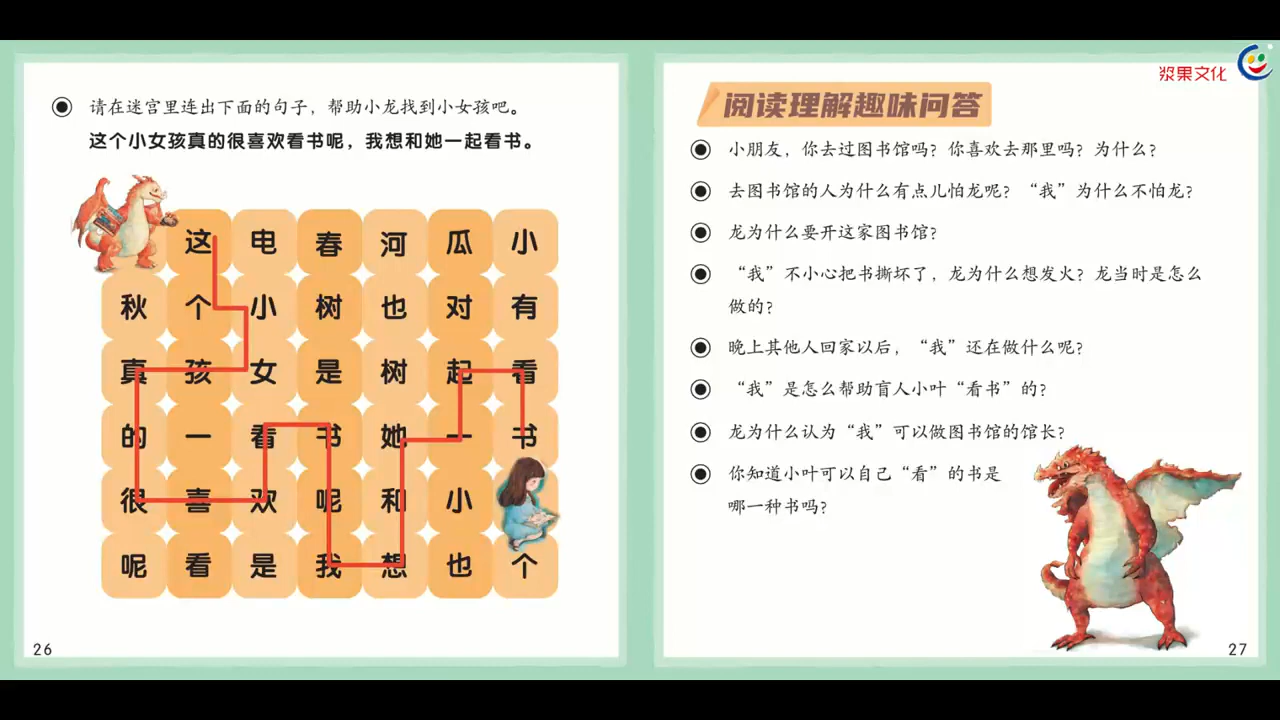 请在迷宫里连出下面的句子，帮助小龙找到小女孩吧。
这个小女孩真的很喜欢看书呢，我想和她一起看书。
这电春河瓜小
秋个小树也对有
真孩女是树起看
的一看书她一书
很喜欢呢和小
呢看是我想也个
26
浆果文化
阅读理解趣味问答
小朋友，你去过图书馆吗？你喜欢去那里吗？为什么？
去图书馆的人为什么有点儿怕龙呢？“我”为什么不怕龙？
龙为什么要开这家图书馆？
“我”不小心把书撕坏了，龙为什么想发火？龙当时是怎么
做的？
晚上其他人回家以后，“我”还在做什么呢？
“我”是怎么帮助盲人小叶“看书”的？
龙为什么认为“我”可以做图书馆的馆长？
你知道小叶可以自己“看”的书是
哪一种书吗？
27